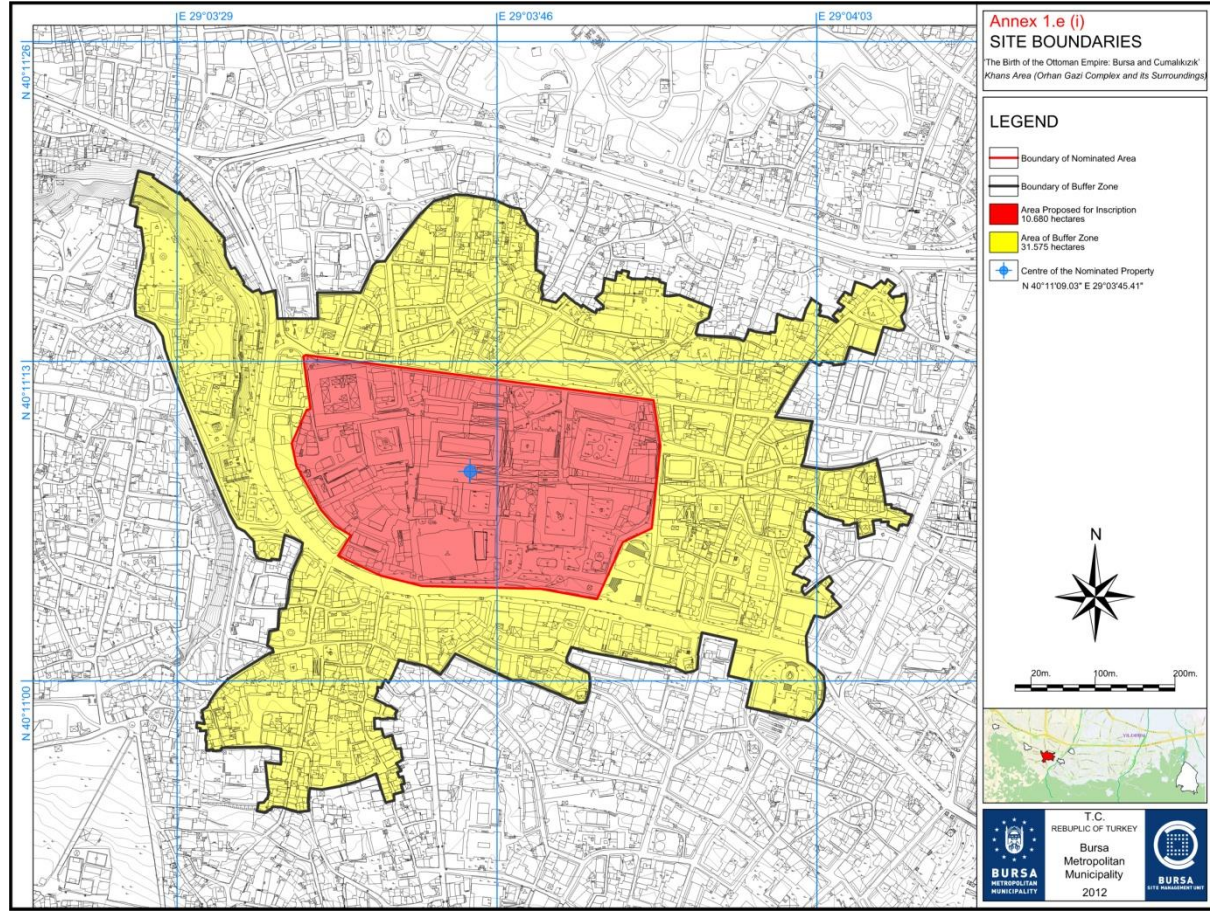 E 29°03'29
E 29°03'46
E 29°04'03
N 40°11'26
N 40°11'13
N 40°11'00
Annex 1.e (i)
SITE BOUNDARIES
'The Birth of the Ottoman Empire: Bursa and Cumalıkızık'
Khans Area (Orhan Gazi Complex and its Surroundings)
LEGEND
Boundary of Nominated Area
Boundary of Buffer Zone
Area Proposed for Inscription
10.680 hectares
Area of Buffer Zone
31.575 hectares
Centre of the Nominated Property
N 40°11'09.03" E 29°03'45.41"
N
20m. 100m. 200m.
BURSA
METROPOLITAN
MUNICIPALITY
T.C.
REBUPLIC OF TURKEY
Bursa
Metropolitan
Municipality
2012
BURSA
SITE MANAGEMENT UNIT